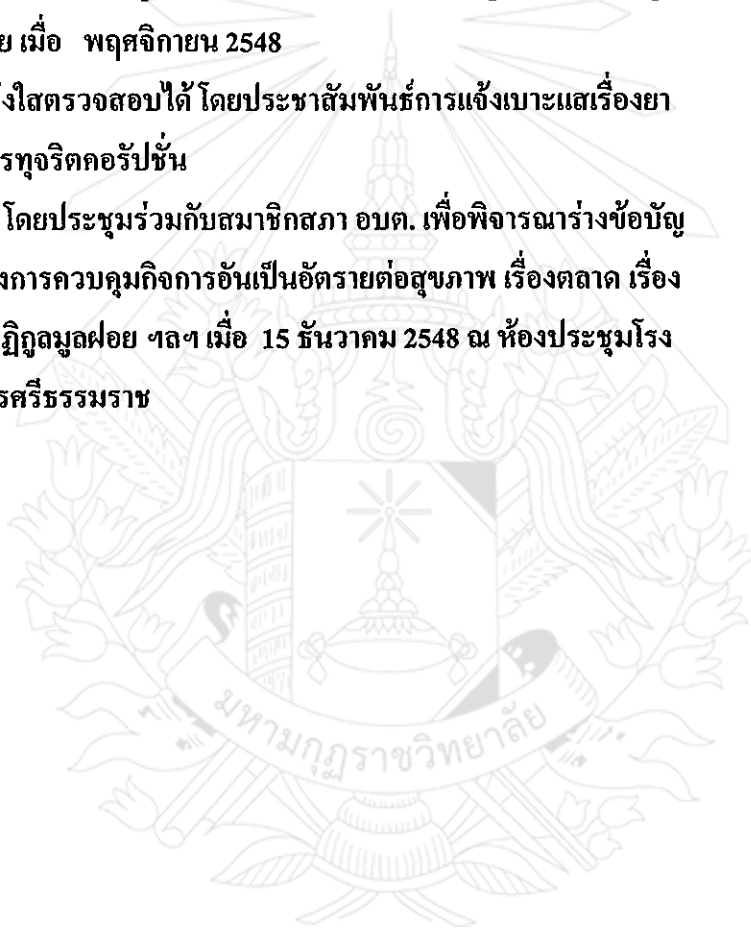 ย เมื่อ พฤศจิกายน 2548
งใสตรวจสอบได้ โดยประชาสัมพันธ์การแจ้งเบาะแสเรื่องยา
รทุจริตคอรัปชั่น
โดยประชุมร่วมกับสมาชิกสภา อบต. เพื่อพิจารณาร่างข้อบัญ
งการควบคุมกิจการอันเป็นอัตรายต่อสุขภาพ เรื่องตลาด เรื่อง
ฏิกูลมูลฝอย ฯลฯ เมื่อ 15 ธันวาคม 2548 ณ ห้องประชุมโรง
รศรีธรรมราช
มหามกุฏราชวิทยาลัย